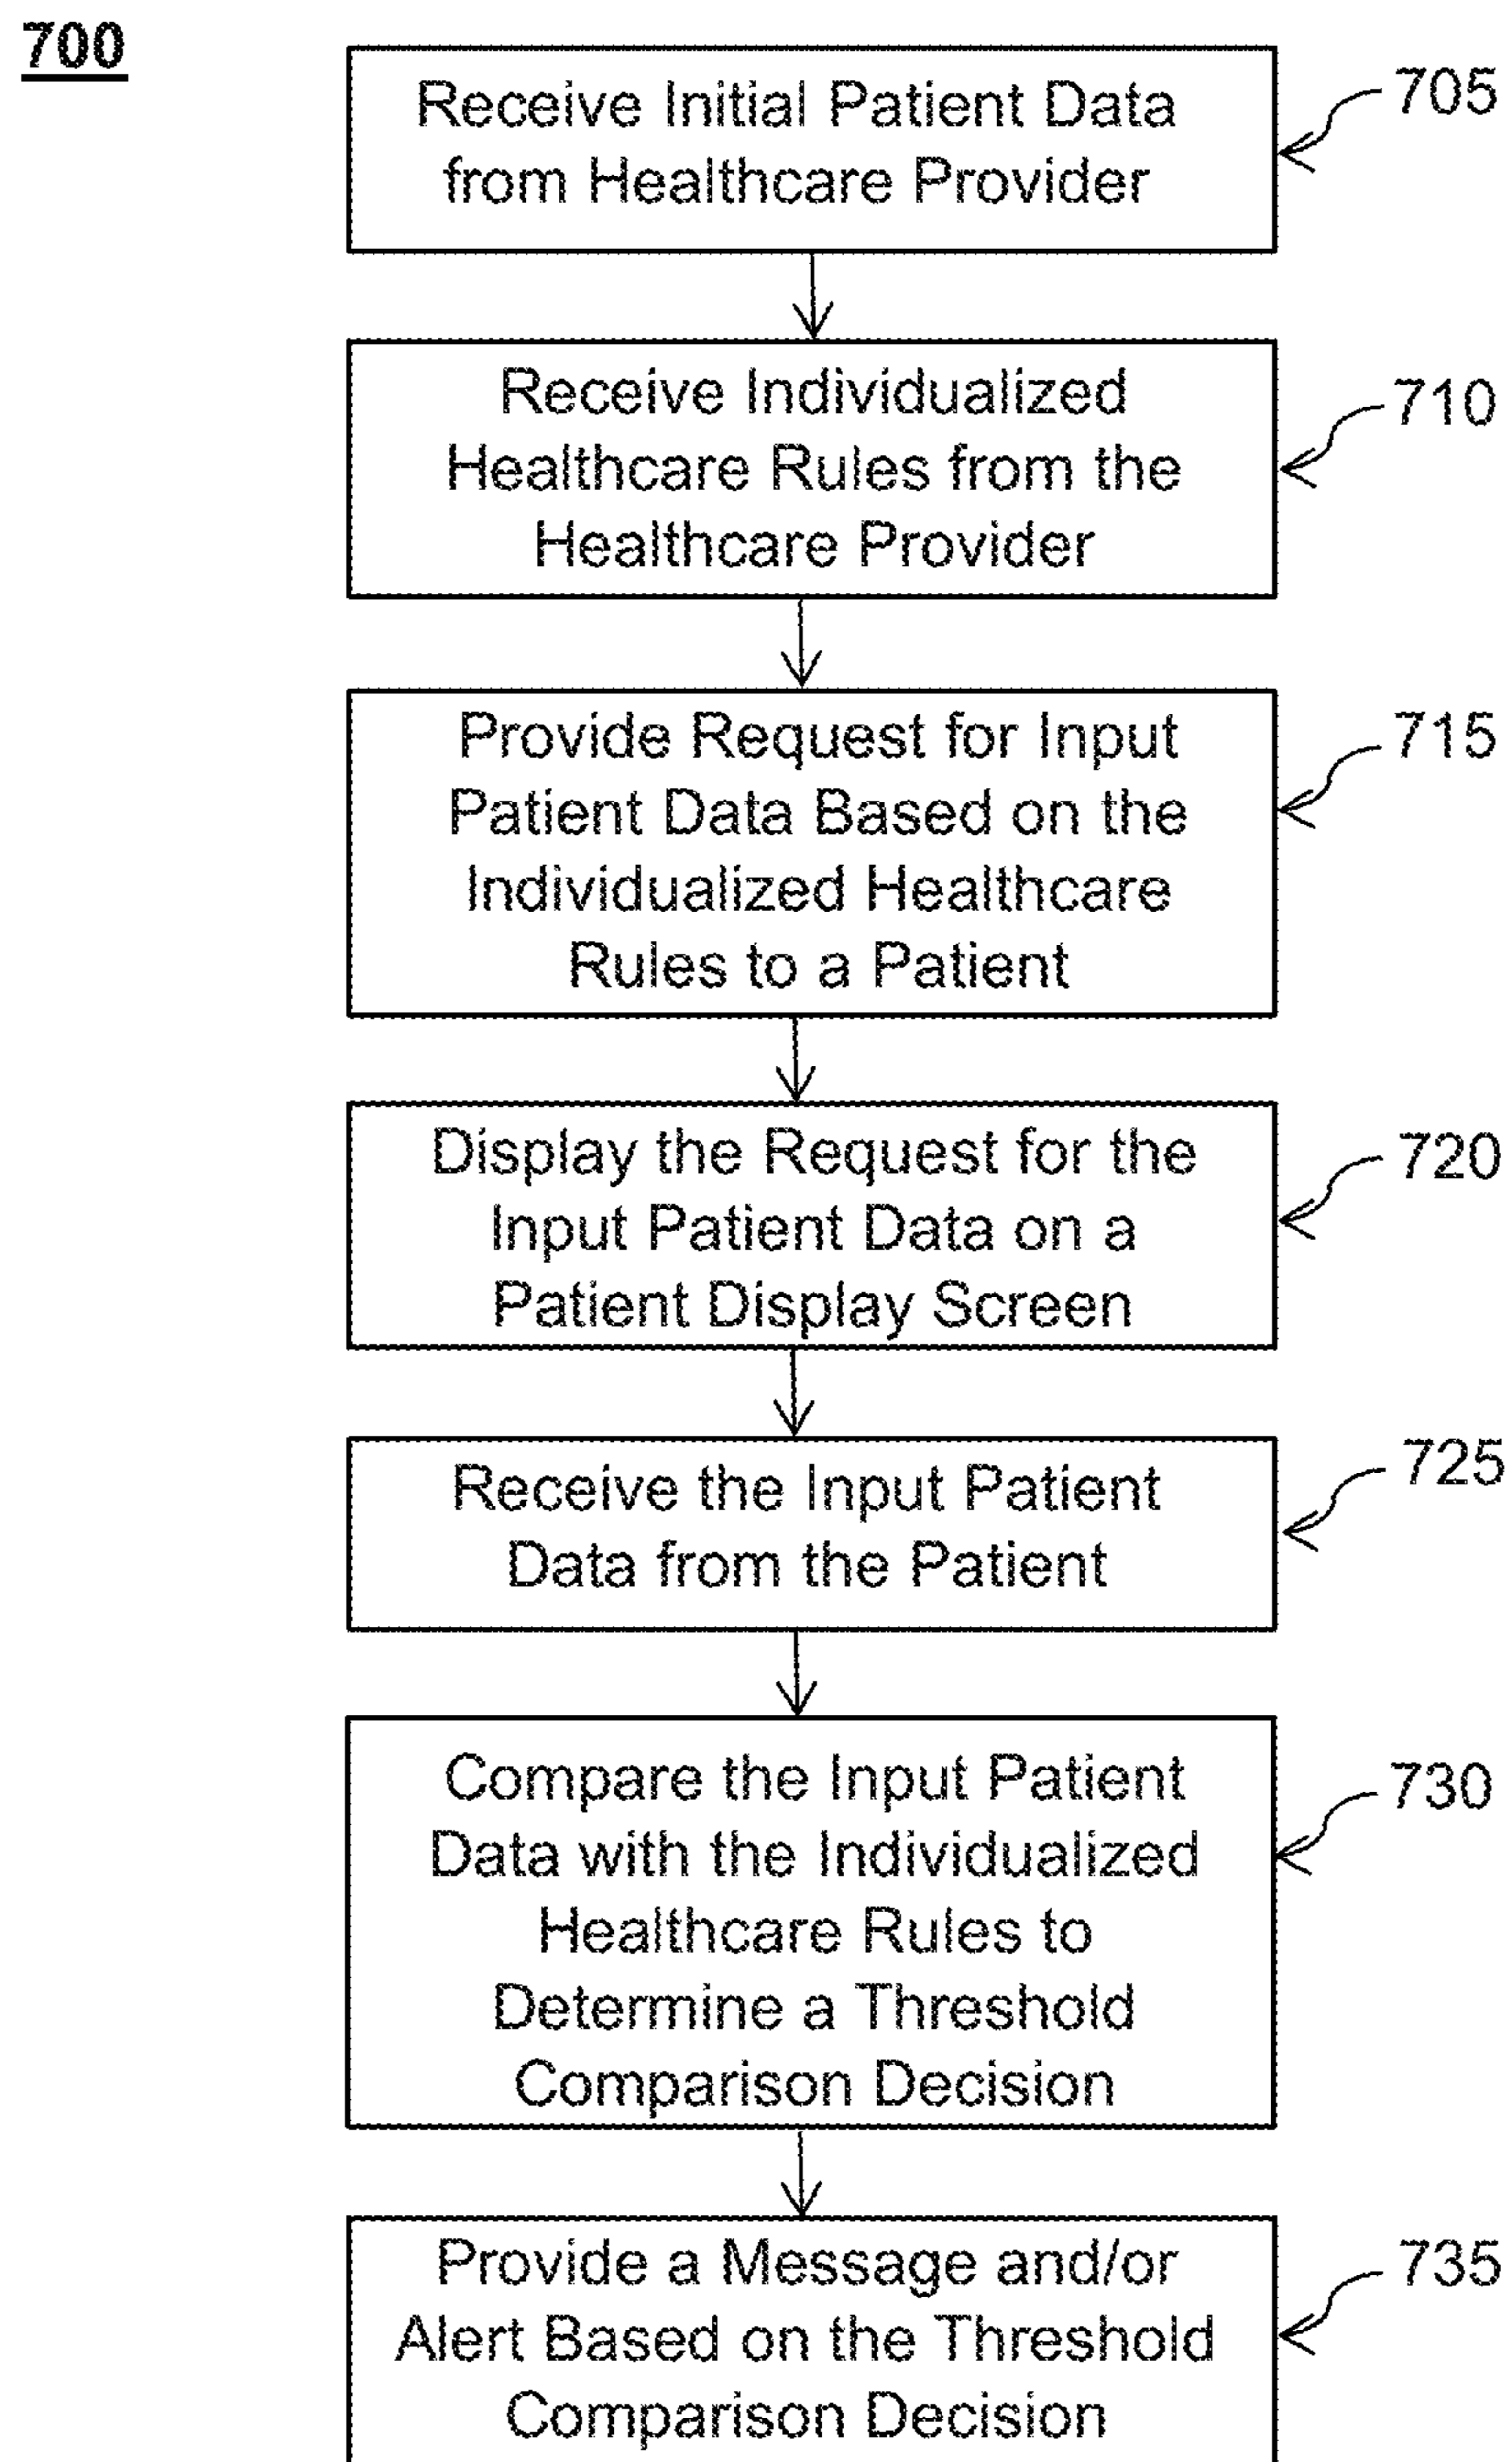 700
Receive Initial Patient Data
from Healthcare Provider
705
Receive Individualized
Healthcare Rules from the
Healthcare Provider
710
Provide Request for Input
Patient Data Based on the
Individualized Healthcare
Rules to a Patient
715
Display the Request for the
Input Patient Data on a
Patient Display Screen
720
Receive the Input Patient
Data from the Patient
725
Compare the Input Patient
Data with the Individualized
Healthcare Rules to
Determine a Threshold
Comparison Decision
730
Provide a Message and/or
Alert Based on the Threshold
Comparison Decision
735